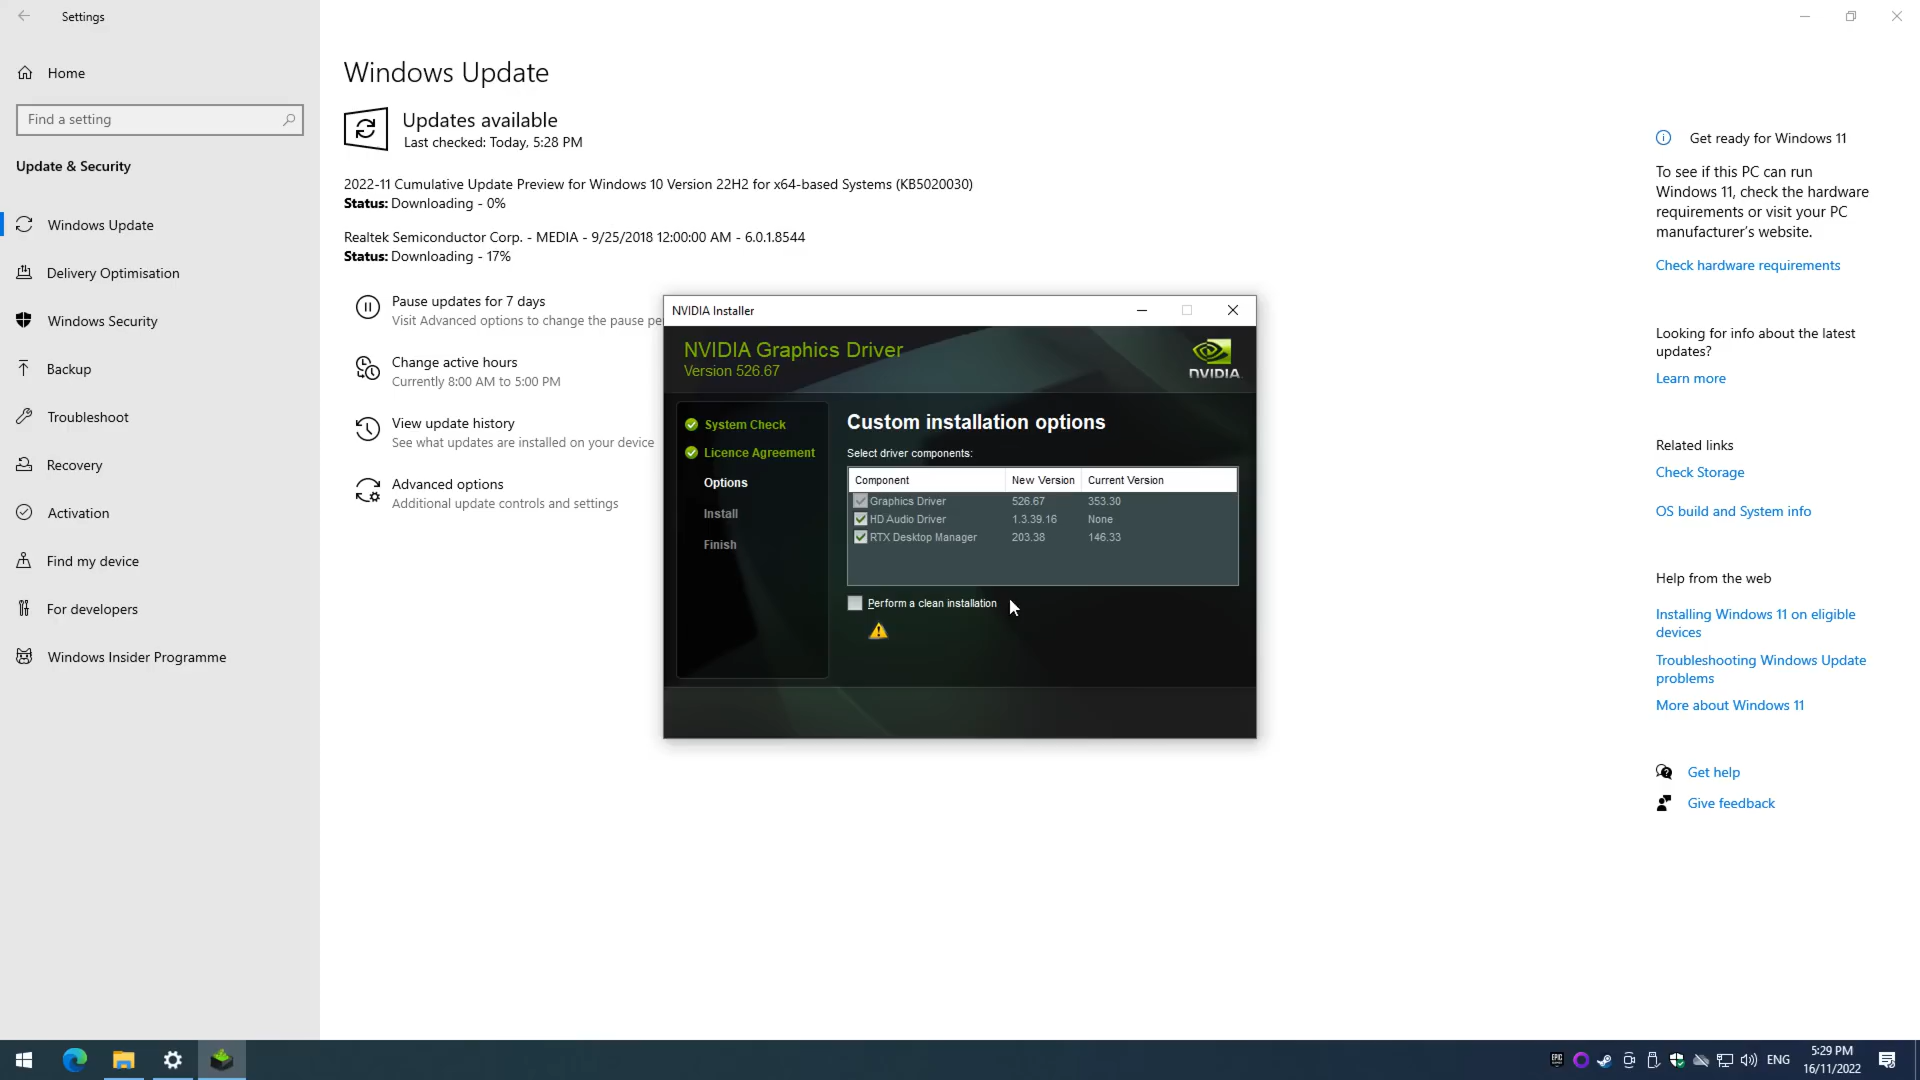 Settings
Home
Find a setting
Update & Security
Windows Update
Delivery Optimisation
Windows Security
Backup
Troubleshoot
Recovery
Activation
Find my device
For developers
Windows Insider Programme
Windows Update
Updates available
Last checked: Today, 5:28 PM
2022-11 Cumulative Update Preview for Windows 10 Version 22H2 for x64-based Systems (KB5020030)
Status: Downloading - 0%
Realtek Semiconductor Corp. - MEDIA - 9/25/2018 12:00:00 AM - 6.0.1.8544
Status: Downloading - 17%
Pause updates for 7 days
Visit Advanced options to change the pause pe
Change active hours
Currently 8:00 AM to 5:00 PM
View update history
See what updates are installed on your device
Advanced options
Additional update controls and settings
NVIDIA Installer
NVIDIA Graphics Driver
Version 526.67
NVIDIA.
System Check
Licence Agreement
Options
Install
Finish
Custom installation options
Select driver components:
Component New Version Current Version
Graphics Driver 526.67 353.30
HD Audio Driver 1.3.39.16 None
RTX Desktop Manager 203.38 146.33
Perform a clean installation
Get ready for Windows 11
To see if this PC can run
Windows 11, check the hardware
requirements or visit your PC
manufacturer's website.
Check hardware requirements
Looking for info about the latest
updates?
Learn more
Related links
Check Storage
OS build and System info
Help from the web
Installing Windows 11 on eligible
devices
Troubleshooting Windows Update
problems
More about Windows 11
Get help
Give feedback
EPIC
ENG
5:29 PM
16/11/2022